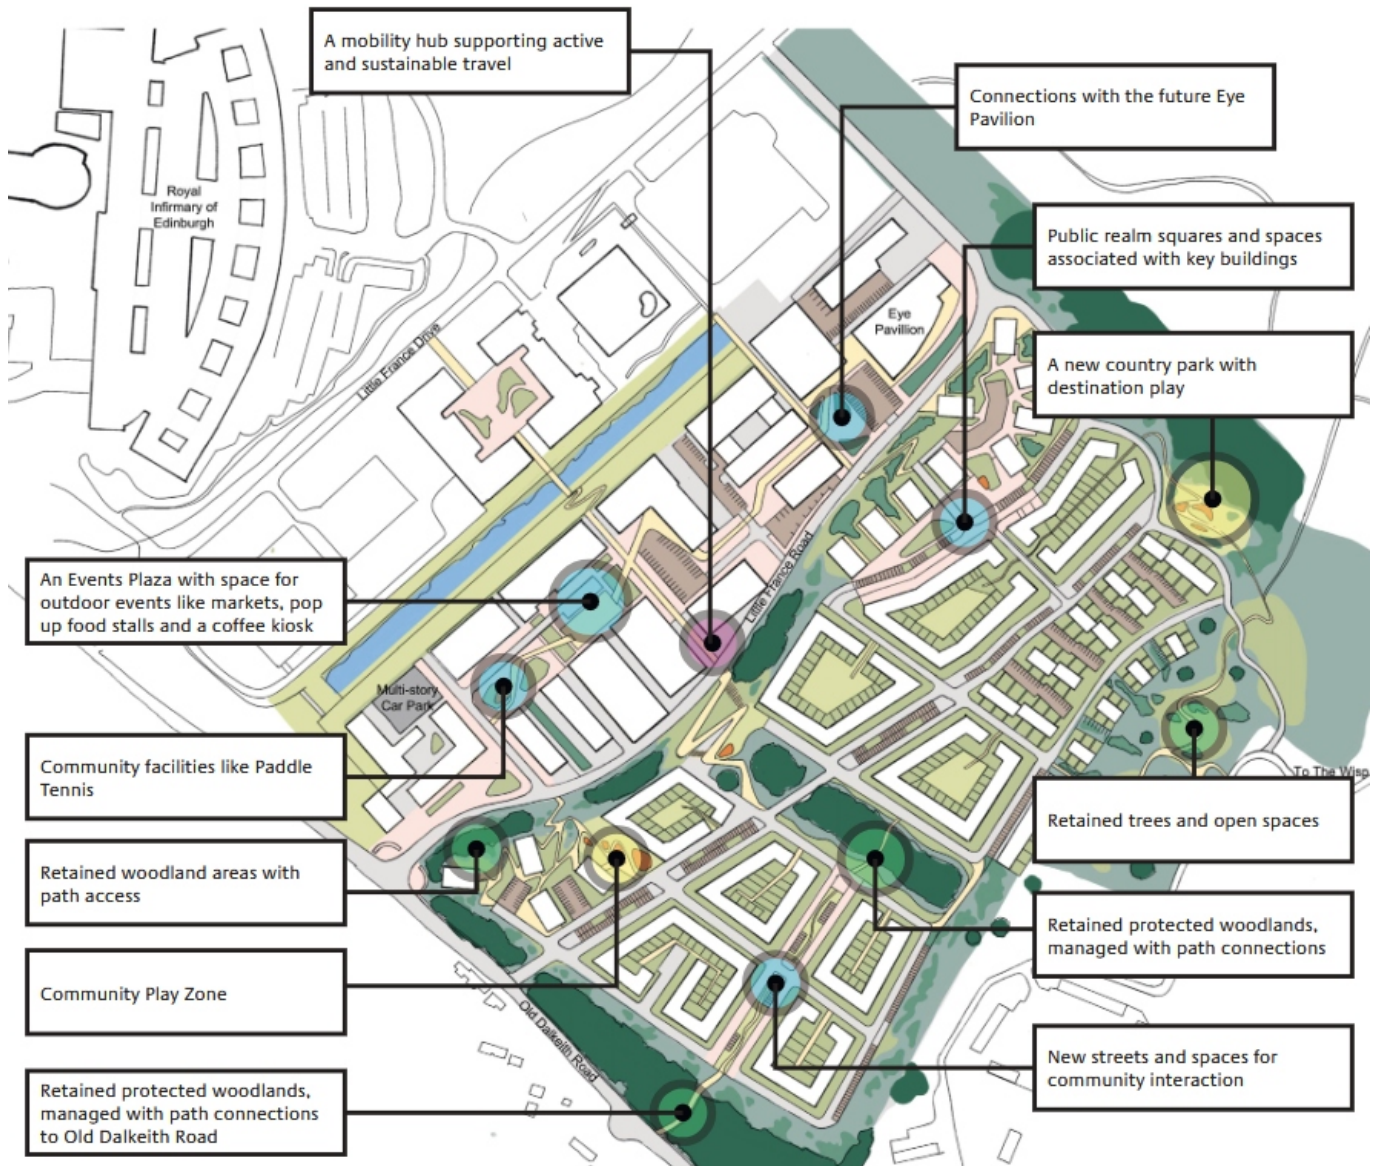 A mobility hub supporting active
and sustainable travel
Connections with the future Eye
Pavilion
Royal
Infirmary of
Edinburgh
Public realm squares and spaces
associated with key buildings
Eye
Pavillion
Little France Drive
A new country park with
destination play
Little France Road
An Events Plaza with space for
outdoor events like markets, pop
up food stalls and a coffee kiosk
Multi-story
Car Park
Community facilities like Paddle
Tennis
To The Wisp
Retained trees and open spaces
Retained woodland areas with
path access
Retained protected woodlands,
managed with path connections
Community Play Zone
Old Dalkeith Road
New streets and spaces for
community interaction
Retained protected woodlands,
managed with path connections
to Old Dalkeith Road